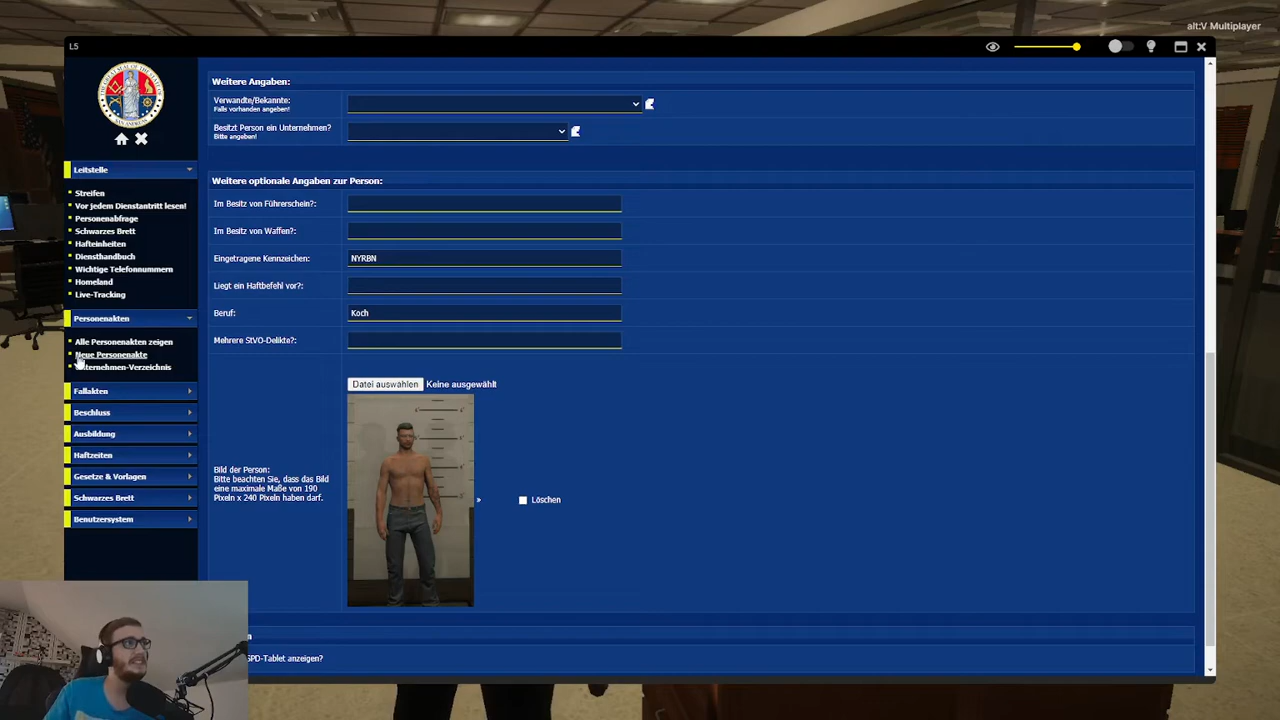 alt:V Multiplayer
L5
Leitstelle
Streifen
Vor jedem Dienstantritt lesen!
Personenabfrage
Schwarzes Brett
Hafteinheiten
Diensthandbuch
Wichtige Telefonnummern
Homeland
Live-Tracking
Personenakten
Alle Personenakten zeigen
Neue Personenakte
Unternehmen-Verzeichnis
Fallakten
Beschluss
Ausbildung
Haftzeiten
Gesetze & Vorlagen
Schwarzes Brett
Benutzersystem
Weitere Angaben:
Verwandte/Bekannte:
Falls vorhanden angeben!
Besitzt Person ein Unternehmen?
Bitte angeben!
Weitere optionale Angaben zur Person:
Im Besitz von Führerschein?:
Im Besitz von Waffen?:
Eingetragene Kennzeichen: NYRBN
Liegt ein Haftbefehl vor?:
Beruf: Koch
Mehrere StVO-Delikte?:
Datei auswählen Keine ausgewählt
Bild der Person:
Bitte beachten Sie, dass das Bild
eine maximale Maße von 190
Pixeln x 240 Pixeln haben darf.
» Löschen
SPD-Tablet anzeigen?